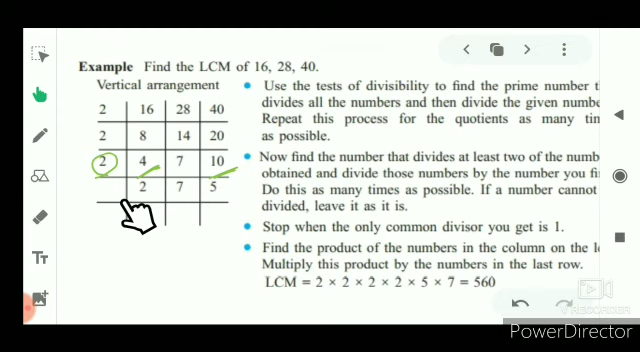 Example Find the LCM of 16, 28, 40.
Vertical arrangement
2 16 28 40
2 8 14 20
2 4 7 10
2 7 5
Use the tests of divisibility to find the prime number t
divides all the numbers and then divide the given numbe
Repeat this process for the quotients as many tim
as possible.
Now find the number that divides at least two of the numb
obtained and divide those numbers by the number you fi
Do this as many times as possible. If a number cannot
divided, leave it as it is.
Stop when the only common divisor you get is 1.
Find the product of the numbers in the column on the l
Multiply this product by the numbers in the last row.
LCM = 2 × 2 × 2 × 2 × 5 × 7 = 560
Tт
RECORDER
PowerDirector